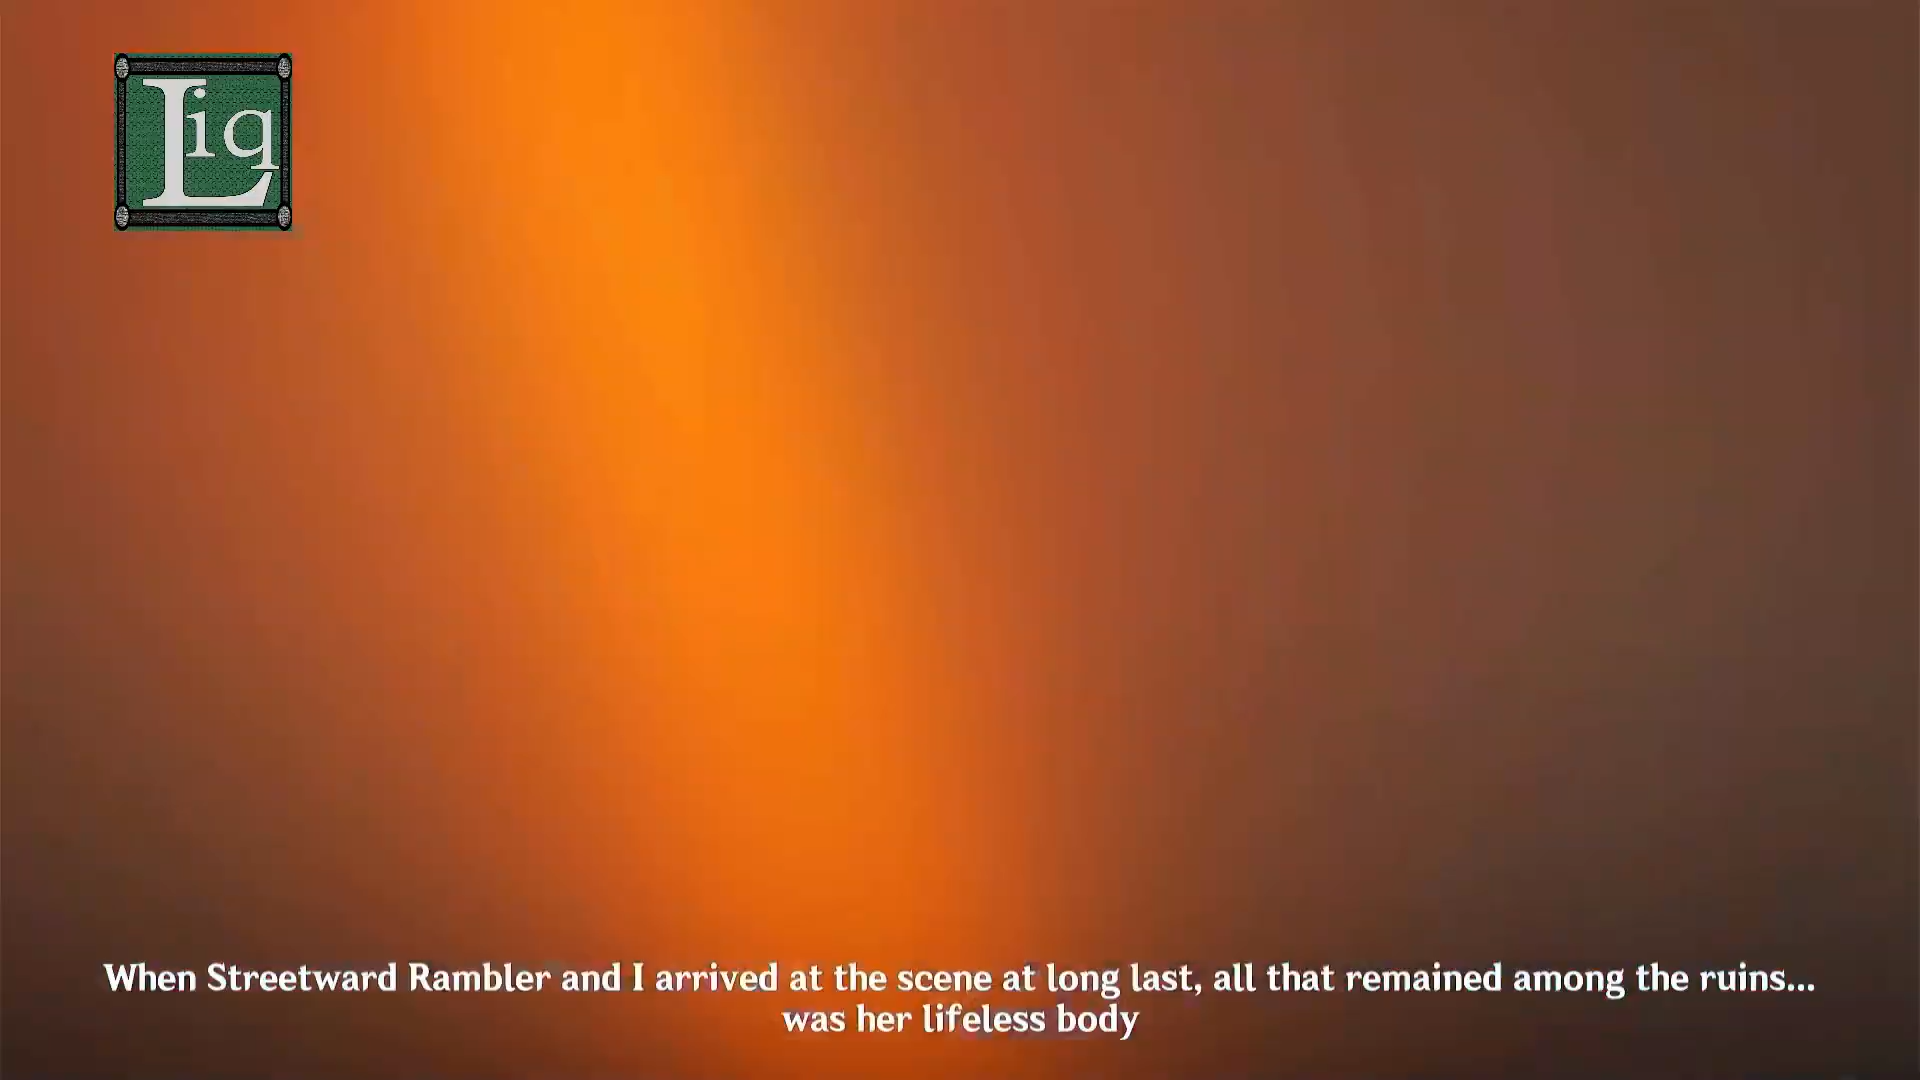 Liq
When Streetward Rambler and I arrived at the scene at long last, all that remained among the ruins...
was her lifeless body